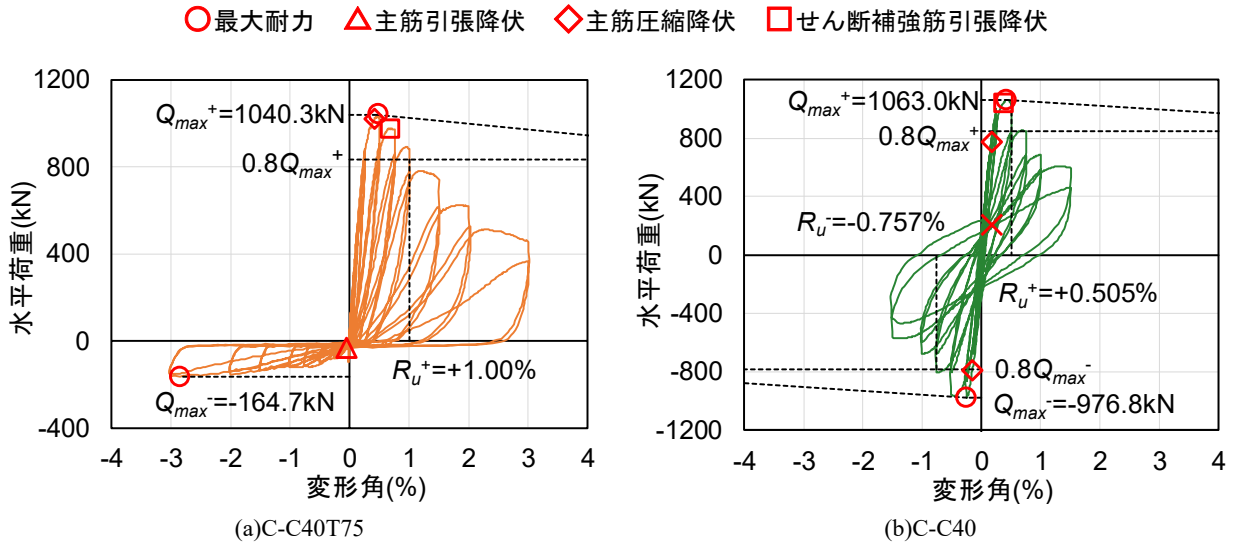 最大耐力 主筋引張降伏 主筋圧縮降伏 せん断補強筋引張降伏
1200
800
400
0
-400
水平荷重(kN)
Qmax+=1040.3kN
0.8Qmax+
Ru+=+1.00%
Qmax-=-164.7kN
-4 -3 -2 -1 0 1 2 3 4
変形角(%)
(a)C-C40T75
1200
800
400
0
-400
-800
-1200
水平荷重(kN)
Qmax+=1063.0kN
0.8Qmax+
Ru-=-0.757%
Ru+=+0.505%
0.8Qmax-
Qmax-=-976.8kN
-4 -3 -2 -1 0 1 2 3 4
変形角(%)
(b)C-C40